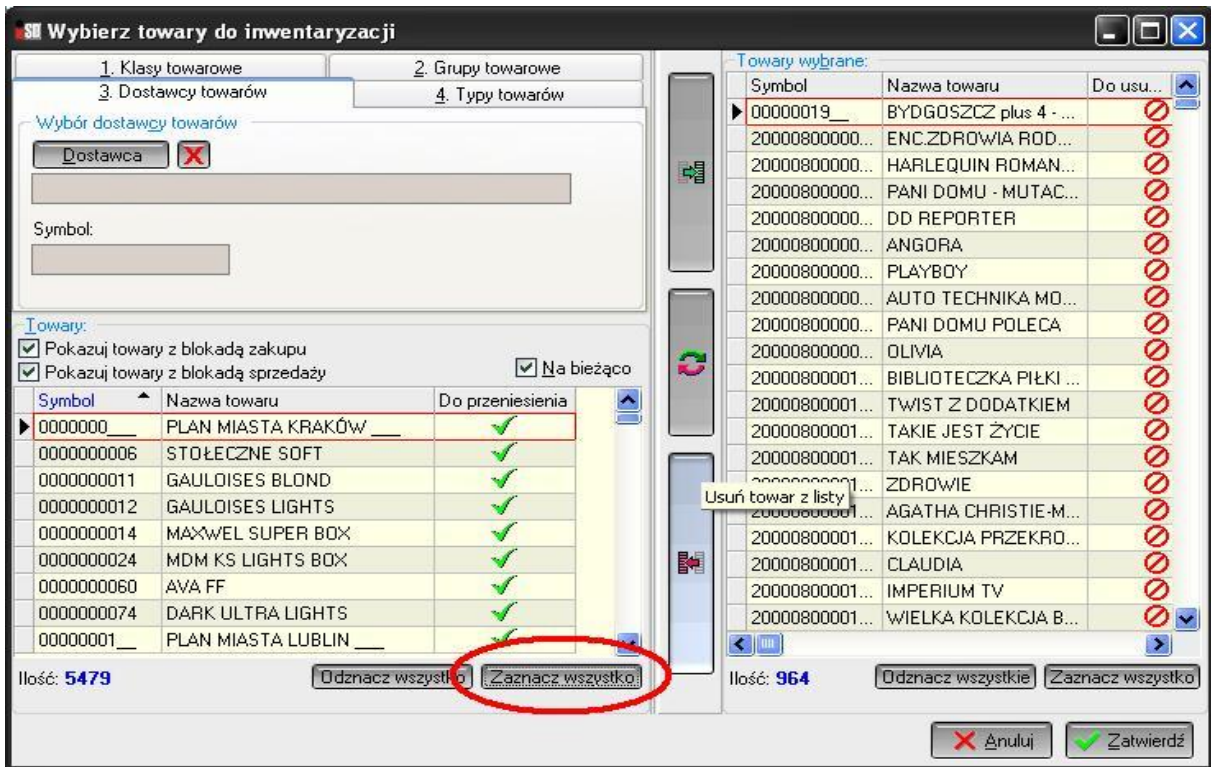 Wybierz towary do inwentaryzacji
1. Klasy towarowe
2. Grupy towarowe
3. Dostawcy towarów
4. Typy towarów
Wybór dostawcy towarów
Dostawca
Symbol:
Towary:
Pokazuj towary z blokadą zakupu
Pokazuj towary z blokadą sprzedaży
Na bieżąco
Symbol Nazwa towaru Do przeniesienia
0000000___ PLAN MIASTA KRAKÓW ___
0000000006 STOŁECZNE SOFT
0000000011 GAULOISES BLOND
0000000012 GAULOISES LIGHTS
0000000014 MAXWEL SUPER BOX
0000000024 MDM KS LIGHTS BOX
0000000060 AVA FF
0000000074 DARK ULTRA LIGHTS
00000001__ PLAN MIASTA LUBLIN ___
Ilość: 5479
Odznacz wszystko
Zaznacz wszystko
Usuń towar z listy
Towary wybrane:
Symbol Nazwa towaru Do usu...
00000019__ BYDGOSZCZ plus 4 - ...
20000800000... ENC.ZDROWIA ROD...
20000800000... HARLEQUIN ROMAN...
20000800000... PANI DOMU - MUTAC...
20000800000... DD REPORTER
20000800000... ANGORA
20000800000... PLAYBOY
20000800000... AUTO TECHNIKA MO...
20000800000... PANI DOMU POLECA
20000800000... OLIVIA
20000800001... BIBLIOTECZKA PIŁKI ...
20000800001... TWIST Z DODATKIEM
20000800001... TAKIE JEST ŻYCIE
20000800001... TAK MIESZKAM
ZDROWIE
20000800001... AGATHA CHRISTIE-M...
20000800001... KOLEKCJA PRZEKRO...
20000800001... CLAUDIA
20000800001... IMPERIUM TV
20000800001... WIELKA KOLEKCJA B...
Ilość: 964
Odznacz wszystkie
Zaznacz wszystko
Anuluj
Zatwierdź